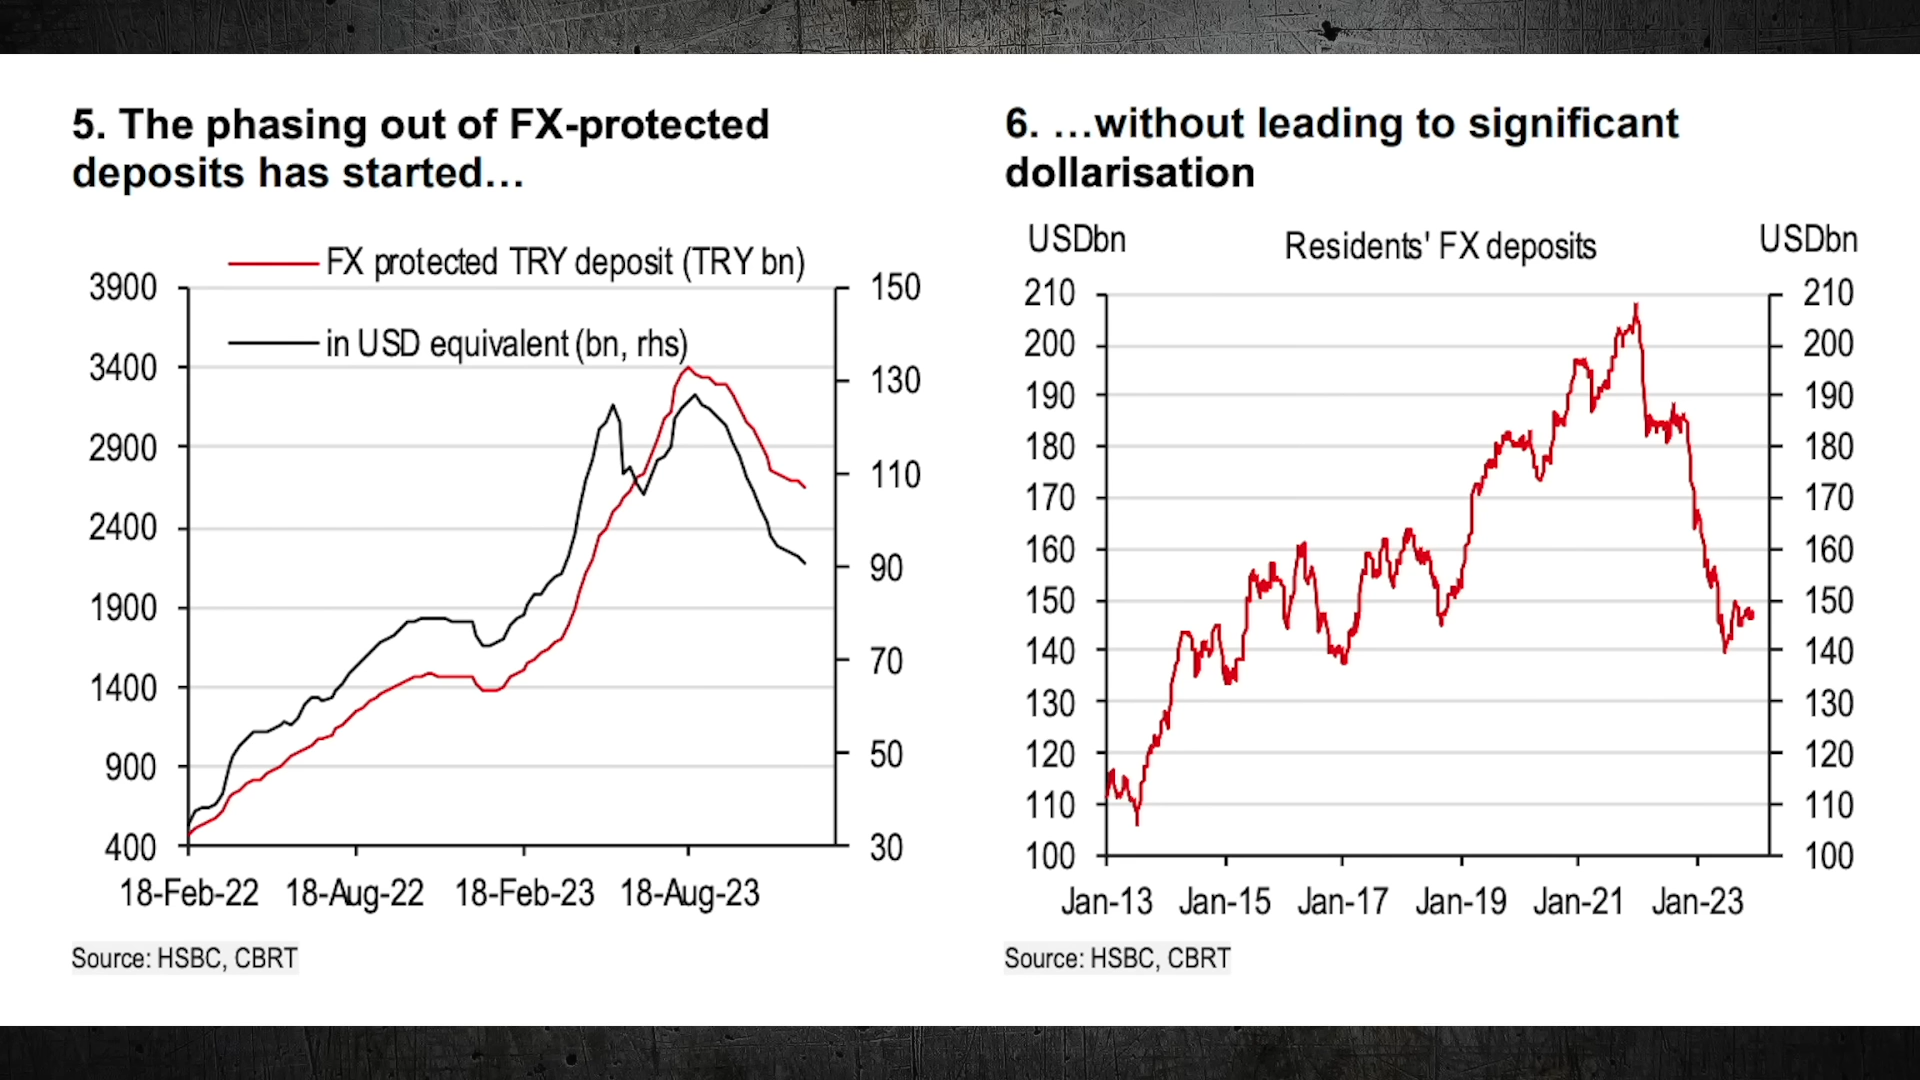 5. The phasing out of FX-protected
deposits has started…
FX protected TRY deposit (TRY bn)
in USD equivalent (bn, rhs)
3900
3400
2900
2400
1900
1400
900
400
150
130
110
90
70
50
30
18-Feb-22 18-Aug-22 18-Feb-23 18-Aug-23
Source: HSBC, CBRT
6. …without leading to significant
dollarisation
USDbn Residents' FX deposits USDbn
210 210
200 200
190 190
180 180
170 170
160 160
150 150
140 140
130 130
120 120
110 110
100 100
Jan-13 Jan-15 Jan-17 Jan-19 Jan-21 Jan-23
Source: HSBC, CBRT